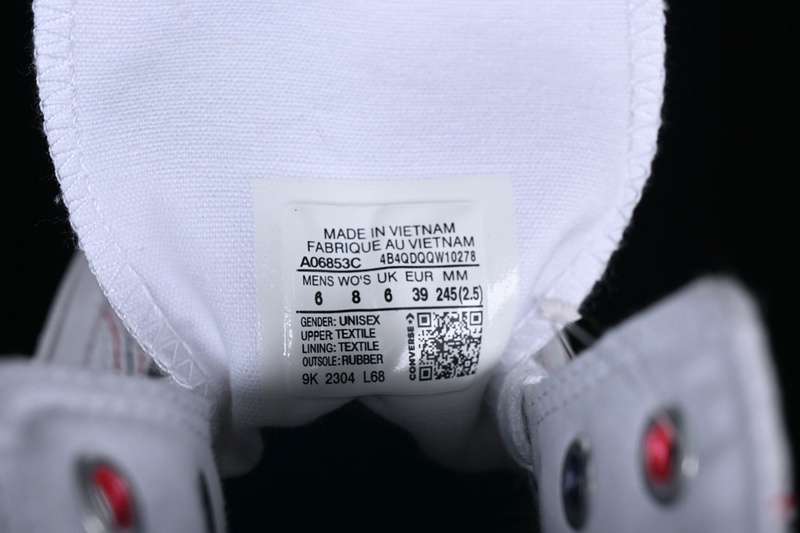 MADE IN VIETNAM
FABRIQUE AU VIETNAM
A06853C 4B4QDQQW10278
MENS WO'S UK EUR MM
6 8 6 39 245(2.5)
GENDER: UNISEX
UPPER: TEXTILE
LINING: TEXTILE
OUTSOLE: RUBBER
CONVERSE
9K 2304 L68